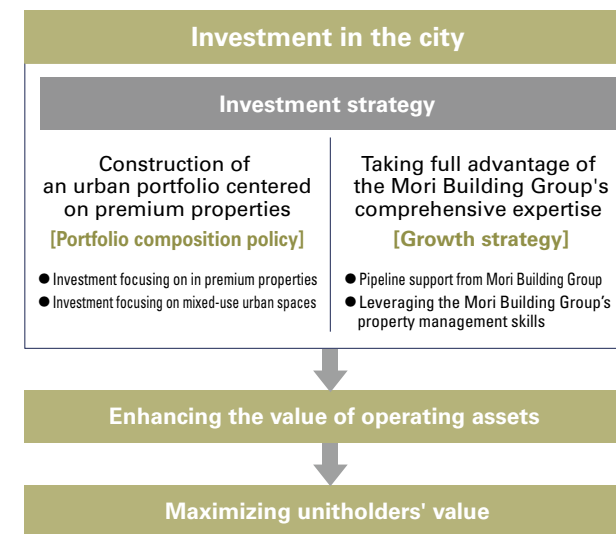 Investment in the city
Investment strategy
Construction of
an urban portfolio centered
on premium properties
[Portfolio composition policy]
● Investment focusing on in premium properties
● Investment focusing on mixed-use urban spaces
Taking full advantage of
the Mori Building Group's
comprehensive expertise
[Growth strategy]
● Pipeline support from Mori Building Group
● Leveraging the Mori Building Group's
property management skills
Enhancing the value of operating assets
Maximizing unitholders' value